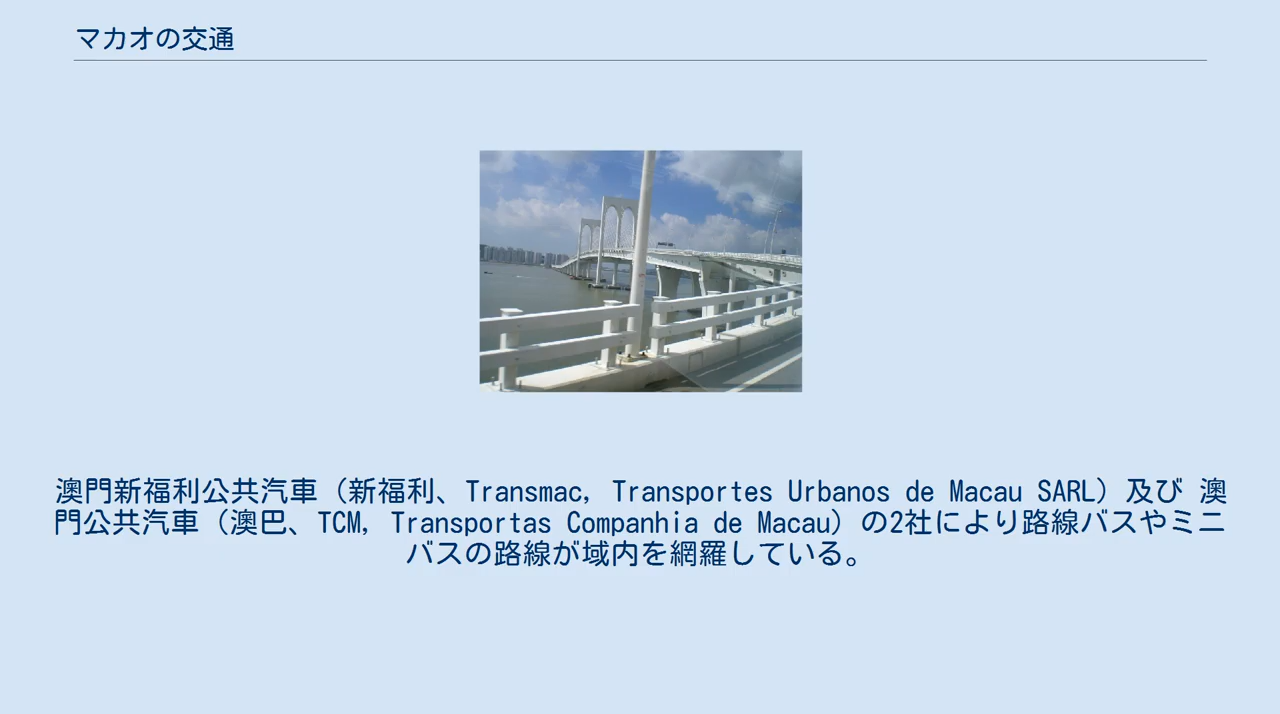 マカオの交通
澳門新福利公共汽車（新福利、Transmac, Transportes Urbanos de Macau SARL）及び 澳
門公共汽車（澳巴、TCM, Transportas Companhia de Macau）の2社により路線バスやミニ
バスの路線が域内を網羅している。